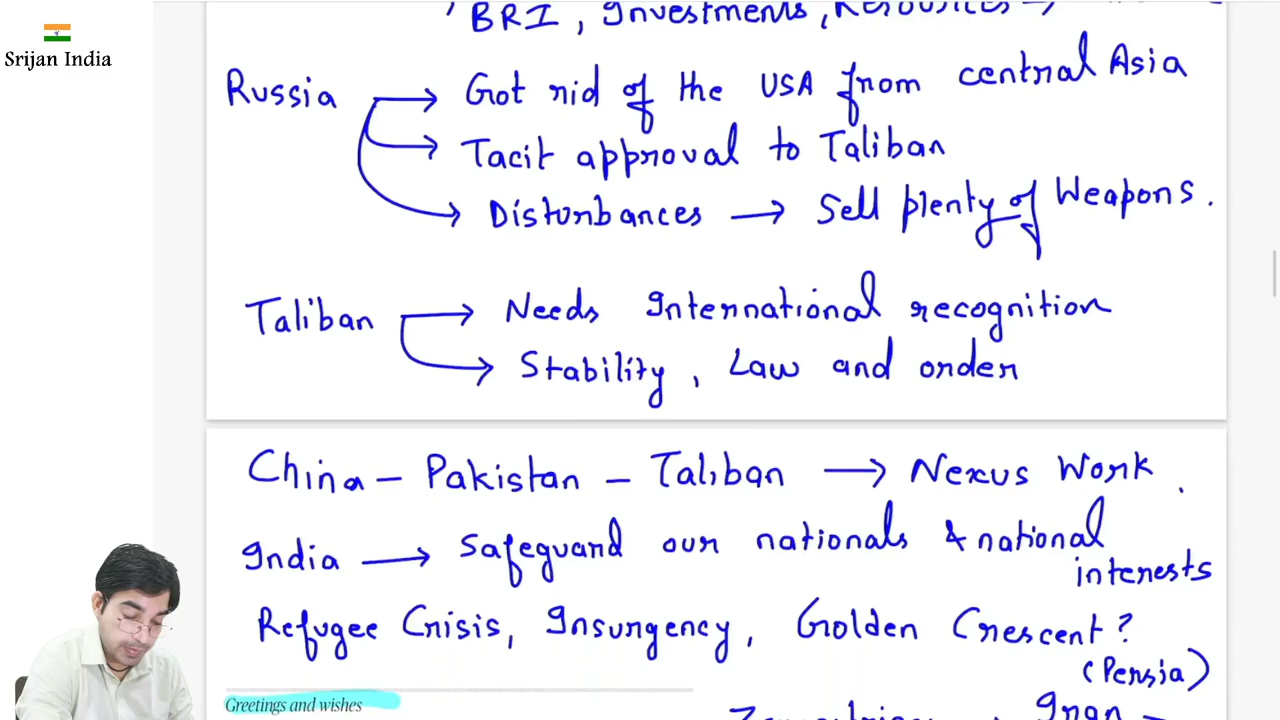 BRI, Investments, Resources →
Srijan India
Russia → Got rid of the USA from central Asia
→ Tacit approval to Taliban
→ Disturbances → Sell plenty of Weapons.
Taliban → Needs International recognition
→ Stability, Law and order
China - Pakistan - Taliban → Nexus Work.
India → Safeguard our nationals & national
interests
Refugee Crisis, Insurgency, Golden Crescent?
(Persia)
Greetings and wishes
Iran -